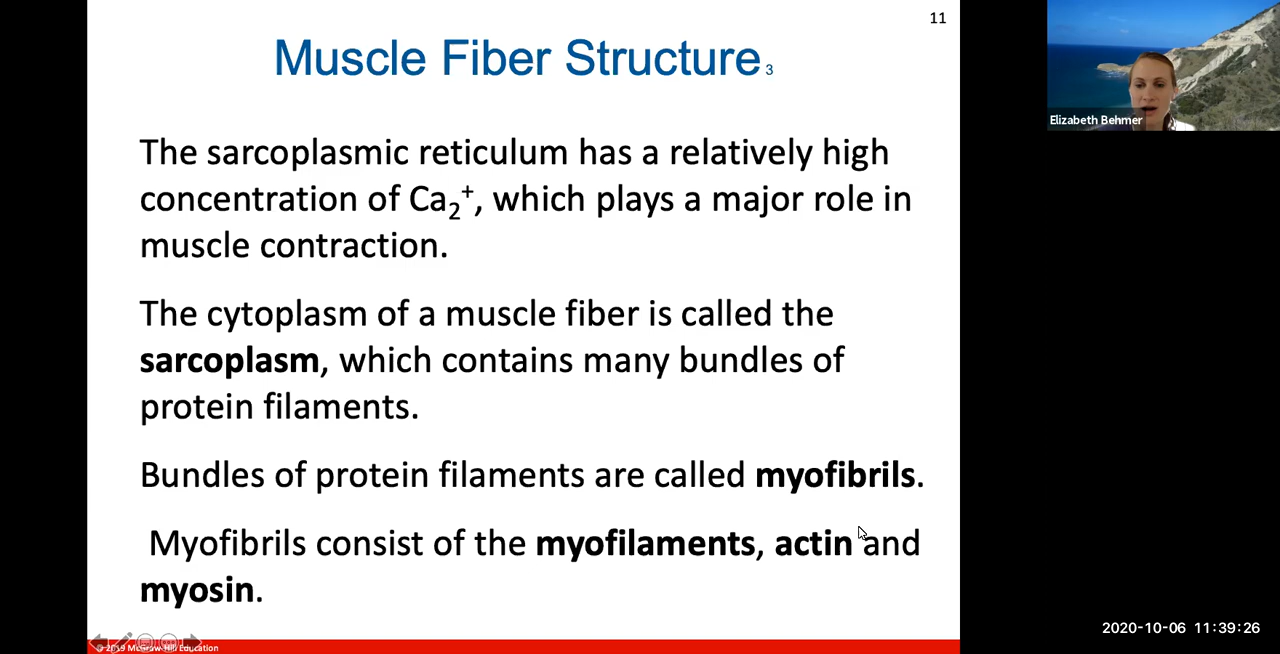 11
Muscle Fiber Structure 3
Elizabeth Behmer
The sarcoplasmic reticulum has a relatively high
concentration of Ca₂⁺, which plays a major role in
muscle contraction.
The cytoplasm of a muscle fiber is called the
sarcoplasm, which contains many bundles of
protein filaments.
Bundles of protein filaments are called myofibrils.
Myofibrils consist of the myofilaments, actin and
myosin.
© 2019 McGraw-Hill Education
2020-10-06 11:39:26